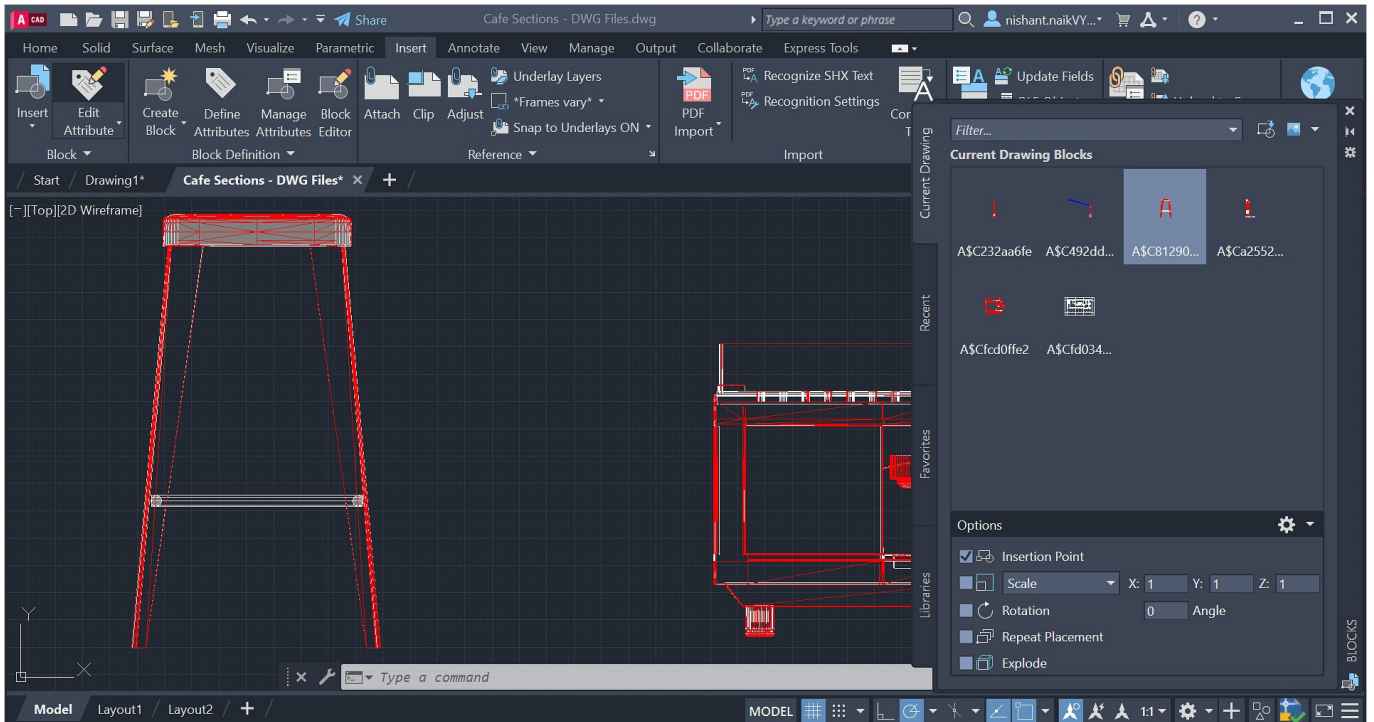 A CAD Share Cafe Sections - DWG Files.dwg Type a keyword or phrase nishant.naikVY...
Home Solid Surface Mesh Visualize Parametric Insert Annotate View Manage Output Collaborate Express Tools
Insert
Edit Attribute
Create Block
Define Attributes
Manage Attributes
Block Editor
Attach Clip Adjust
Underlay Layers
*Frames vary*
Snap to Underlays ON
PDF
PDF Import
PDF Recognize SHX Text
PDF Recognition Settings
Update Fields
Block Block Definition Reference Import
Start / Drawing1* Cafe Sections - DWG Files*
[−][Top][2D Wireframe]
Y
X
Type a command
Model Layout1 / Layout2
MODEL 1:1
Current Drawing
Recent
Favorites
Libraries
Filter...
Current Drawing Blocks
A$C232aa6fe A$C492dd... A$C81290... A$Ca2552...
A$Cfcd0ffe2 A$Cfd034...
Options
Insertion Point
Scale X: 1 Y: 1 Z: 1
Rotation 0 Angle
Repeat Placement
Explode
BLOCKS